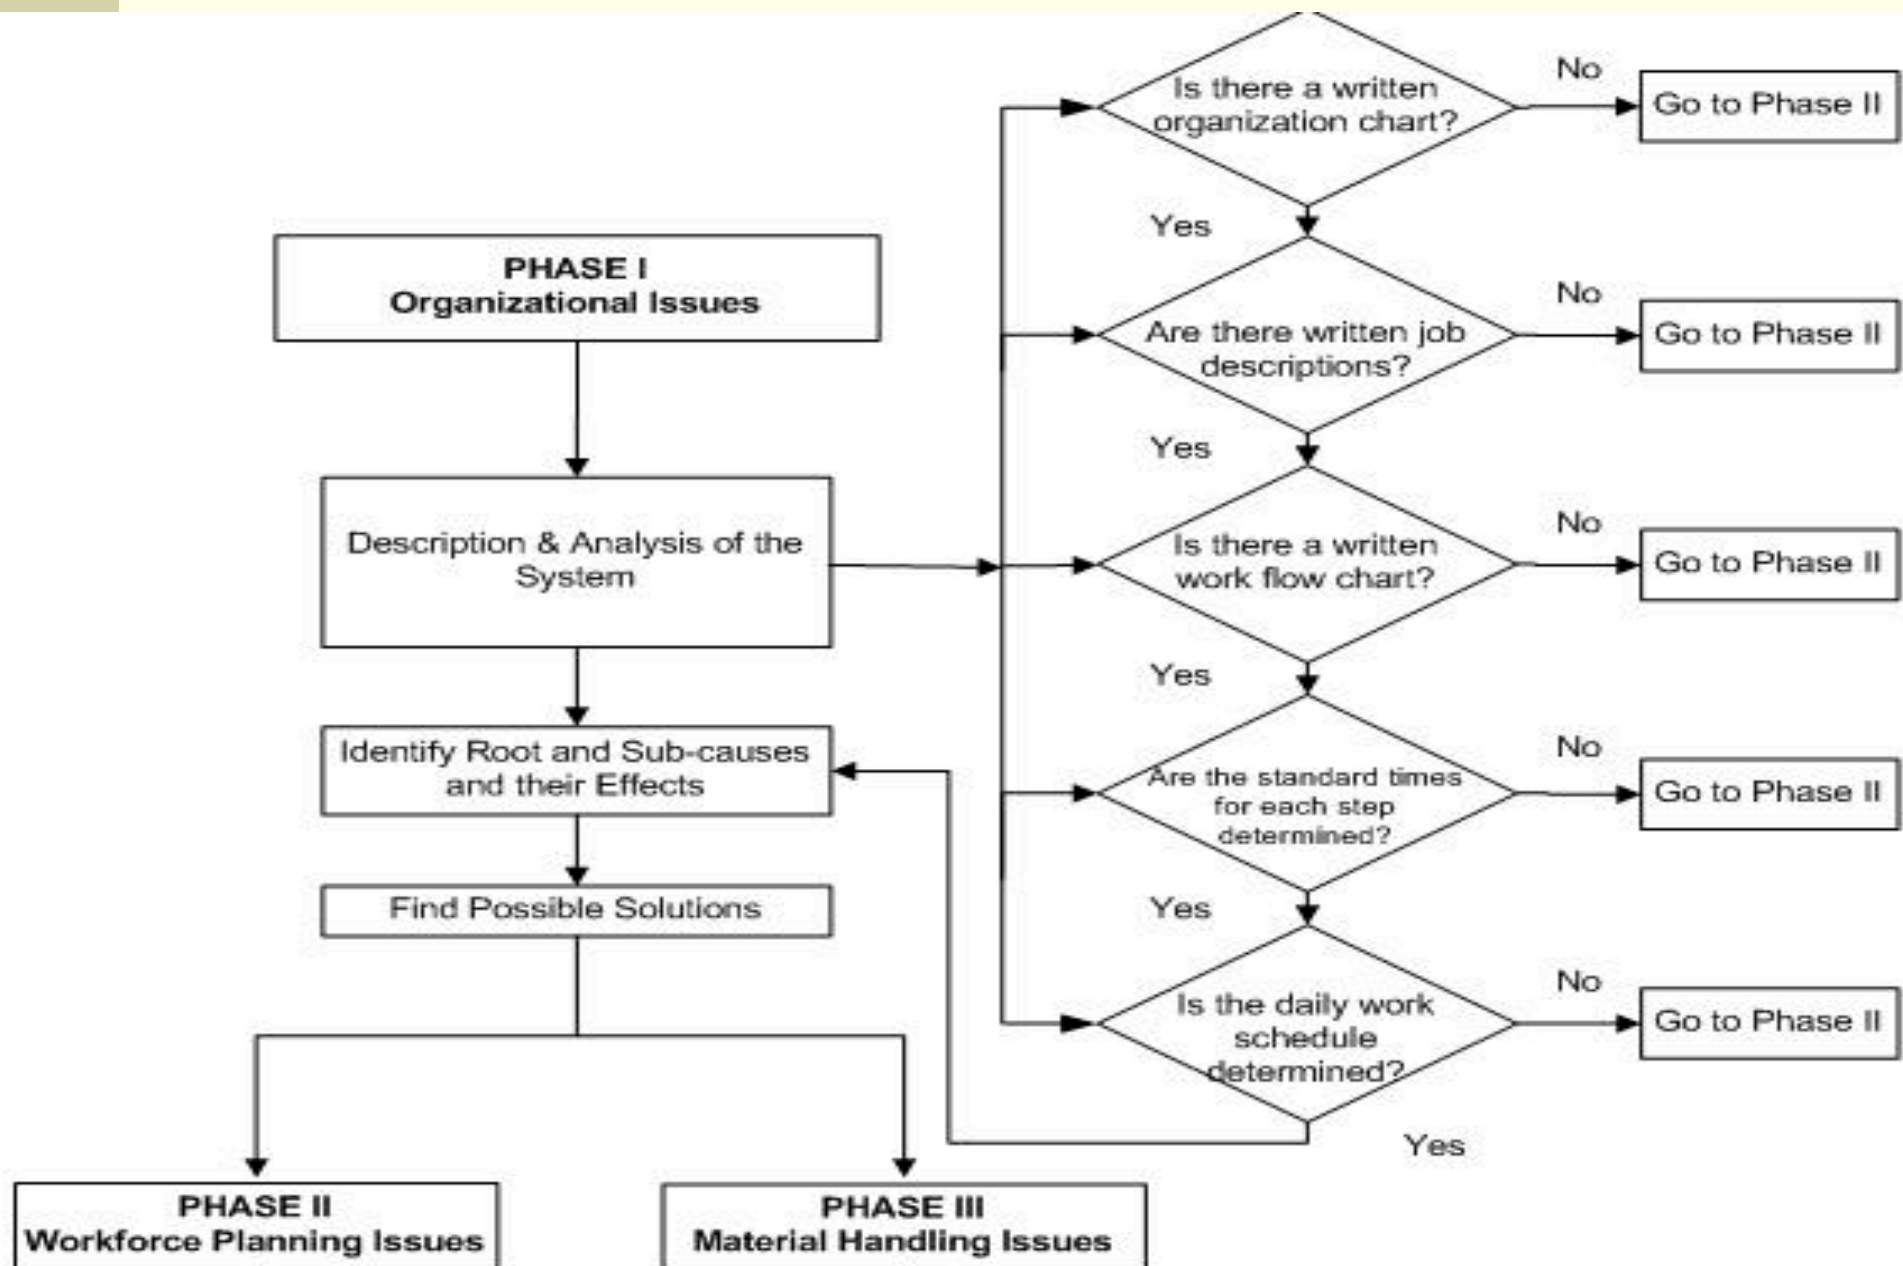 PHASE I
Organizational Issues
Description & Analysis of the
System
Identify Root and Sub-causes
and their Effects
Find Possible Solutions
PHASE II
Workforce Planning Issues
PHASE III
Material Handling Issues
Is there a written
organization chart?
No
Go to Phase II
Yes
Are there written job
descriptions?
No
Go to Phase II
Yes
Is there a written
work flow chart?
No
Go to Phase II
Yes
Are the standard times
for each step
determined?
No
Go to Phase II
Yes
Is the daily work
schedule
determined?
No
Go to Phase II
Yes